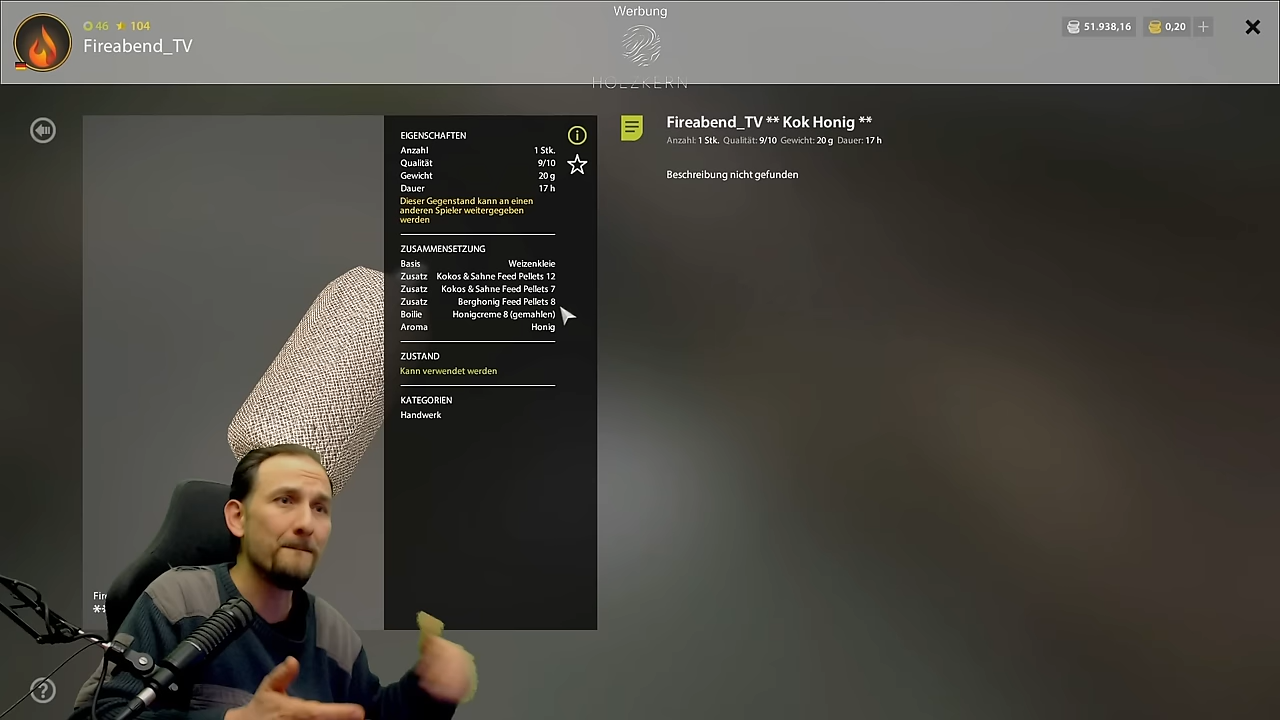 Werbung
HOLZKERN
46 104
Fireabend_TV
51.938,16
0,20
EIGENSCHAFTEN
Anzahl 1 Stk.
Qualität 9/10
Gewicht 20 g
Dauer 17 h
Dieser Gegenstand kann an einen
anderen Spieler weitergegeben
werden
ZUSAMMENSETZUNG
Basis Weizenkleie
Zusatz Kokos & Sahne Feed Pellets 12
Zusatz Kokos & Sahne Feed Pellets 7
Zusatz Berghonig Feed Pellets 8
Boilie Honigcreme 8 (gemahlen)
Aroma Honig
ZUSTAND
Kann verwendet werden
KATEGORIEN
Handwerk
Fireabend_TV ** Kok Honig **
Anzahl: 1 Stk. Qualität: 9/10 Gewicht: 20 g Dauer: 17 h
Beschreibung nicht gefunden